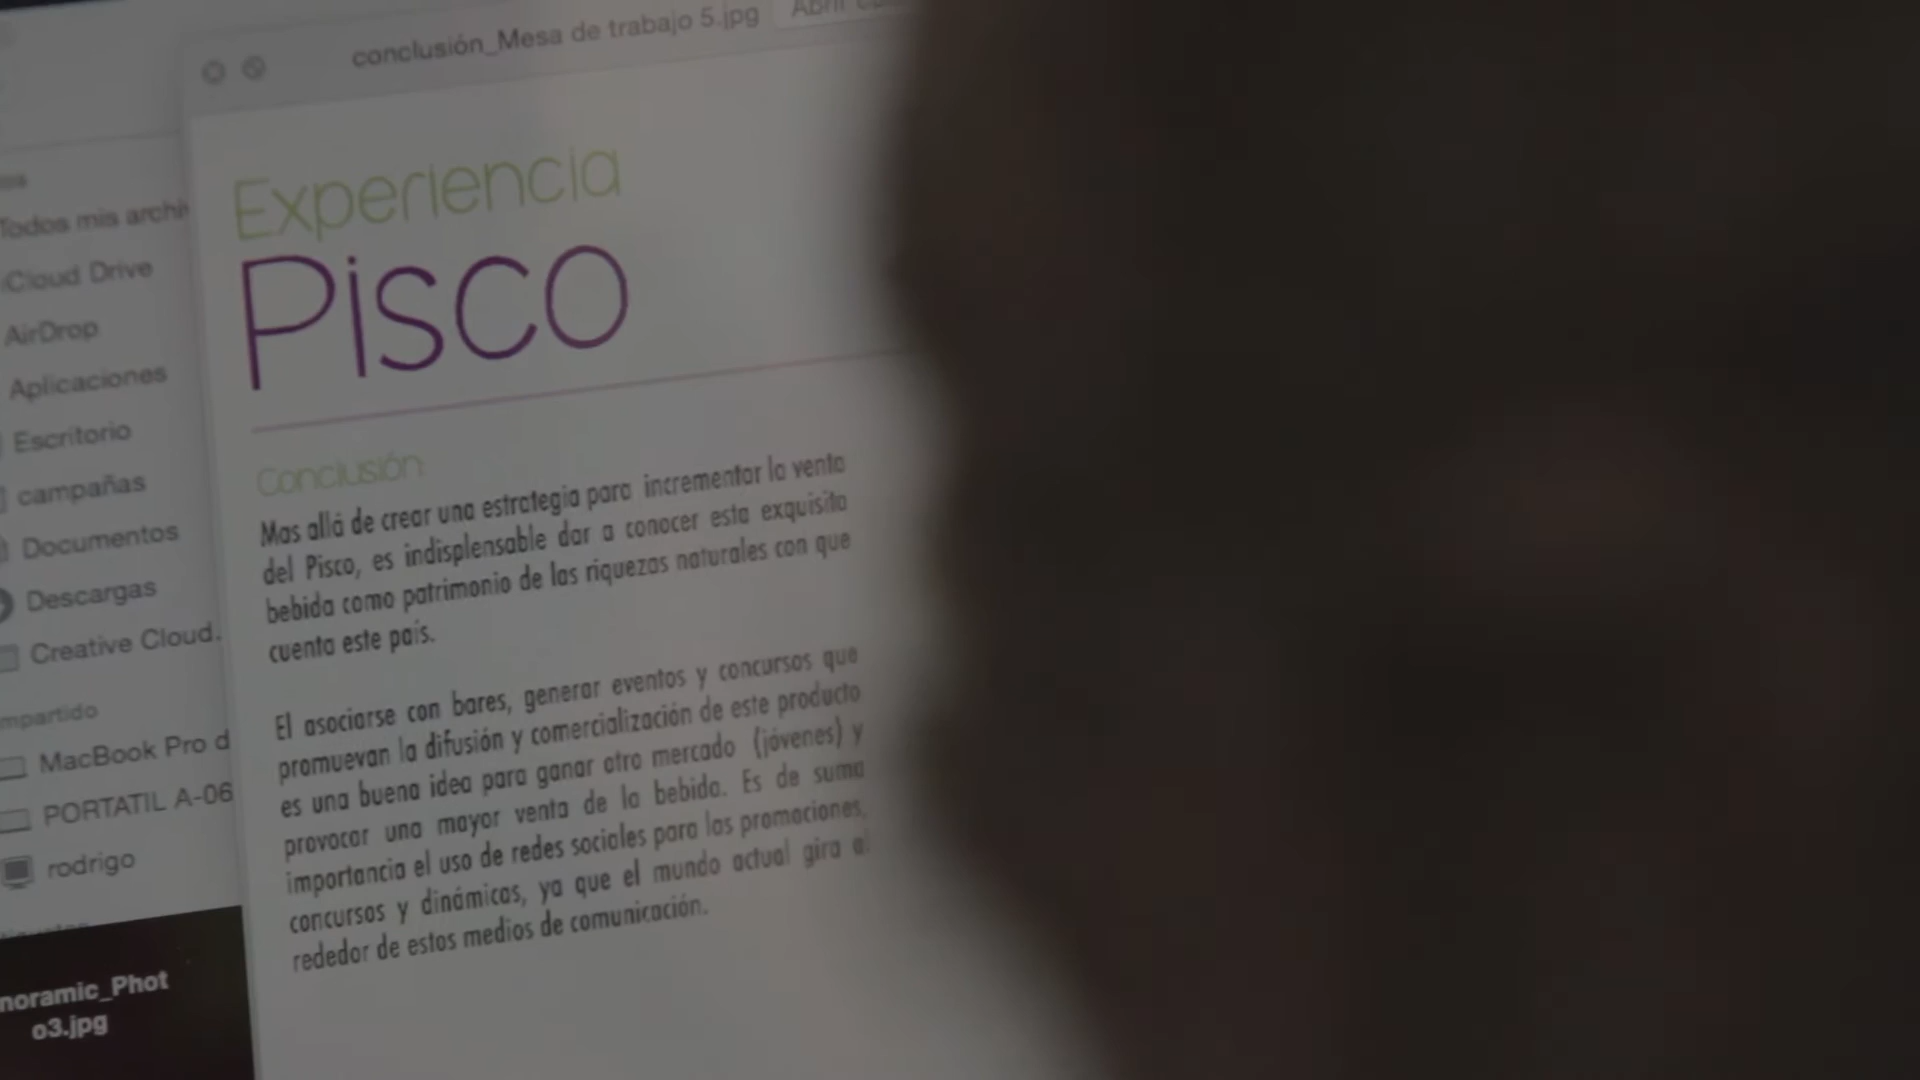 conclusión_Mesa de trabajo 5.jpg
Abrir
Todos mis archi
iCloud Drive
AirDrop
Aplicaciones
Escritorio
campañas
Documentos
Descargas
Creative Cloud.
mpartido
MacBook Pro d
PORTATIL A-06
rodrigo
noramic_Phot
o3.jpg
Experiencia
Pisco
Conclusión:
Mas allá de crear una estrategia para incrementar la venta
del Pisco, es indisplensable dar a conocer esta exquisita
bebida como patrimonio de las riquezas naturales con que
cuenta este país.
El asociarse con bares, generar eventos y concursos que
promuevan la difusión y comercialización de este producto
es una buena idea para ganar otro mercado (jóvenes) y
provocar una mayor venta de la bebida. Es de suma
importancia el uso de redes sociales para las promociones,
concursos y dinámicas, ya que el mundo actual gira al
rededor de estos medios de comunicación.